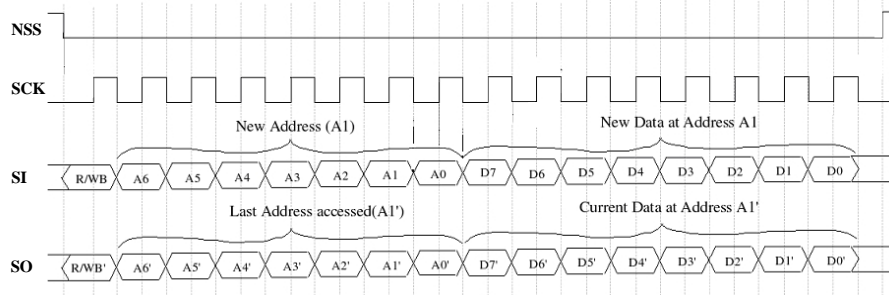 NSS
SCK
New Address (A1)
New Data at Address A1
SI
R/WB A6 A5 A4 A3 A2 A1 A0 D7 D6 D5 D4 D3 D2 D1 D0
Last Address accessed(A1')
Current Data at Address A1'
SO
R/WB' A6' A5' A4' A3' A2' A1' A0' D7' D6' D5' D4' D3' D2' D1' D0'